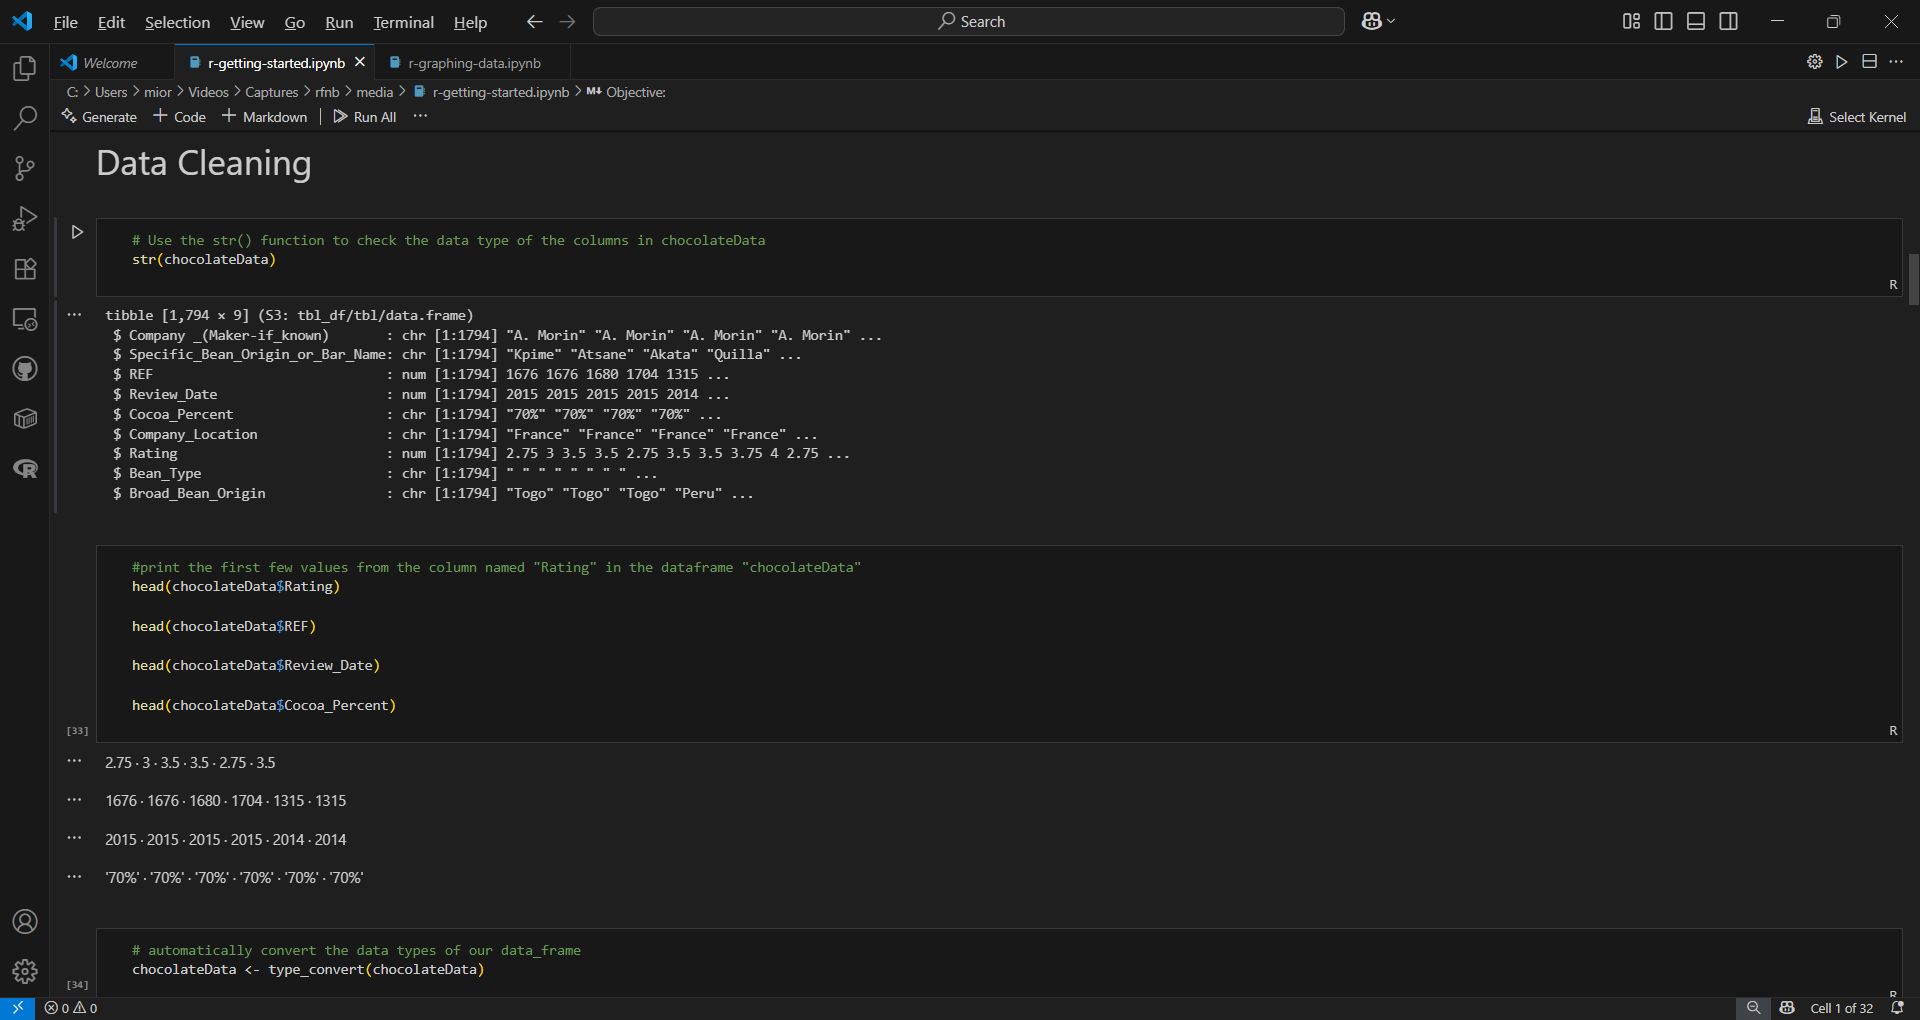 File Edit Selection View Go Run Terminal Help Search
Welcome r-getting-started.ipynb r-graphing-data.ipynb
C: > Users > mior > Videos > Captures > rfnb > media > r-getting-started.ipynb > M↓ Objective:
Generate + Code + Markdown | Run All ... Select Kernel
Data Cleaning
# Use the str() function to check the data type of the columns in chocolateData
str(chocolateData)
R
tibble [1,794 × 9] (S3: tbl_df/tbl/data.frame)
$ Company _(Maker-if_known) : chr [1:1794] "A. Morin" "A. Morin" "A. Morin" "A. Morin" ...
$ Specific_Bean_Origin_or_Bar_Name: chr [1:1794] "Kpime" "Atsane" "Akata" "Quilla" ...
$ REF : num [1:1794] 1676 1676 1680 1704 1315 ...
$ Review_Date : num [1:1794] 2015 2015 2015 2015 2014 ...
$ Cocoa_Percent : chr [1:1794] "70%" "70%" "70%" "70%" ...
$ Company_Location : chr [1:1794] "France" "France" "France" "France" ...
$ Rating : num [1:1794] 2.75 3 3.5 3.5 2.75 3.5 3.5 3.75 4 2.75 ...
$ Bean_Type : chr [1:1794] " " " " " " " " ...
$ Broad_Bean_Origin : chr [1:1794] "Togo" "Togo" "Togo" "Peru" ...
#print the first few values from the column named "Rating" in the dataframe "chocolateData"
head(chocolateData$Rating)
head(chocolateData$REF)
head(chocolateData$Review_Date)
head(chocolateData$Cocoa_Percent)
[33] R
2.75 · 3 · 3.5 · 3.5 · 2.75 · 3.5
1676 · 1676 · 1680 · 1704 · 1315 · 1315
2015 · 2015 · 2015 · 2015 · 2014 · 2014
'70%' · '70%' · '70%' · '70%' · '70%' · '70%'
# automatically convert the data types of our data_frame
chocolateData <- type_convert(chocolateData)
[34] R
0 0 Cell 1 of 32